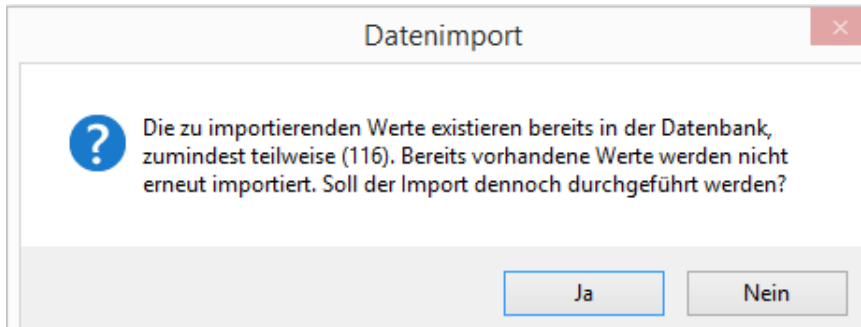 Datenimport
Die zu importierenden Werte existieren bereits in der Datenbank,
zumindest teilweise (116). Bereits vorhandene Werte werden nicht
erneut importiert. Soll der Import dennoch durchgeführt werden?
Ja
Nein